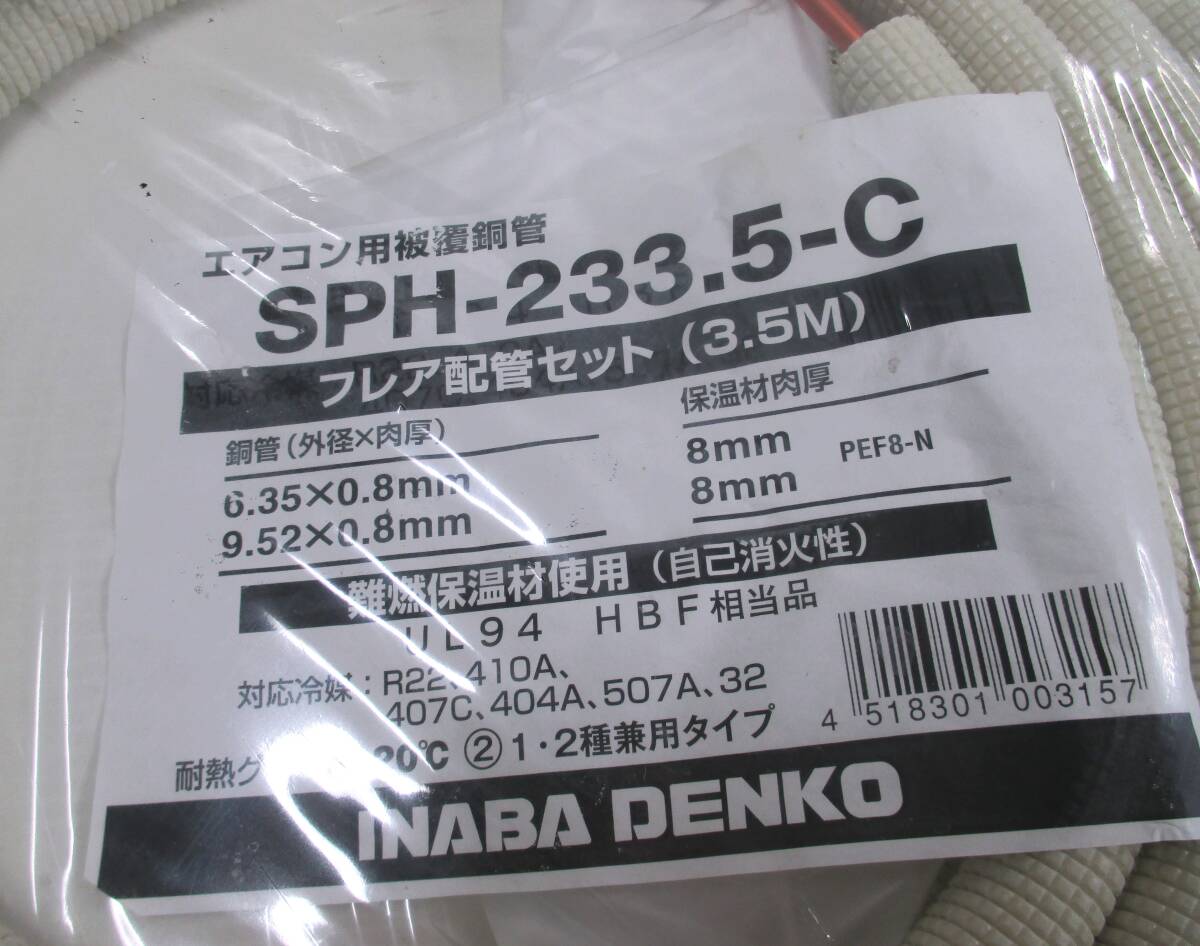 エアコン用被覆銅管
SPH-233.5-C
フレア配管セット（3.5M）
銅管（外径×肉厚）
保温材肉厚
6.35×0.8mm
8mm
PEF8-N
9.52×0.8mm
8mm
難燃保温材使用（自己消火性）
UL94 HBF相当品
対応冷媒：R22、410A、
407C、404A、507A、32
4 518301 003157
耐熱グ 20℃ ②1・2種兼用タイプ
INABA DENKO